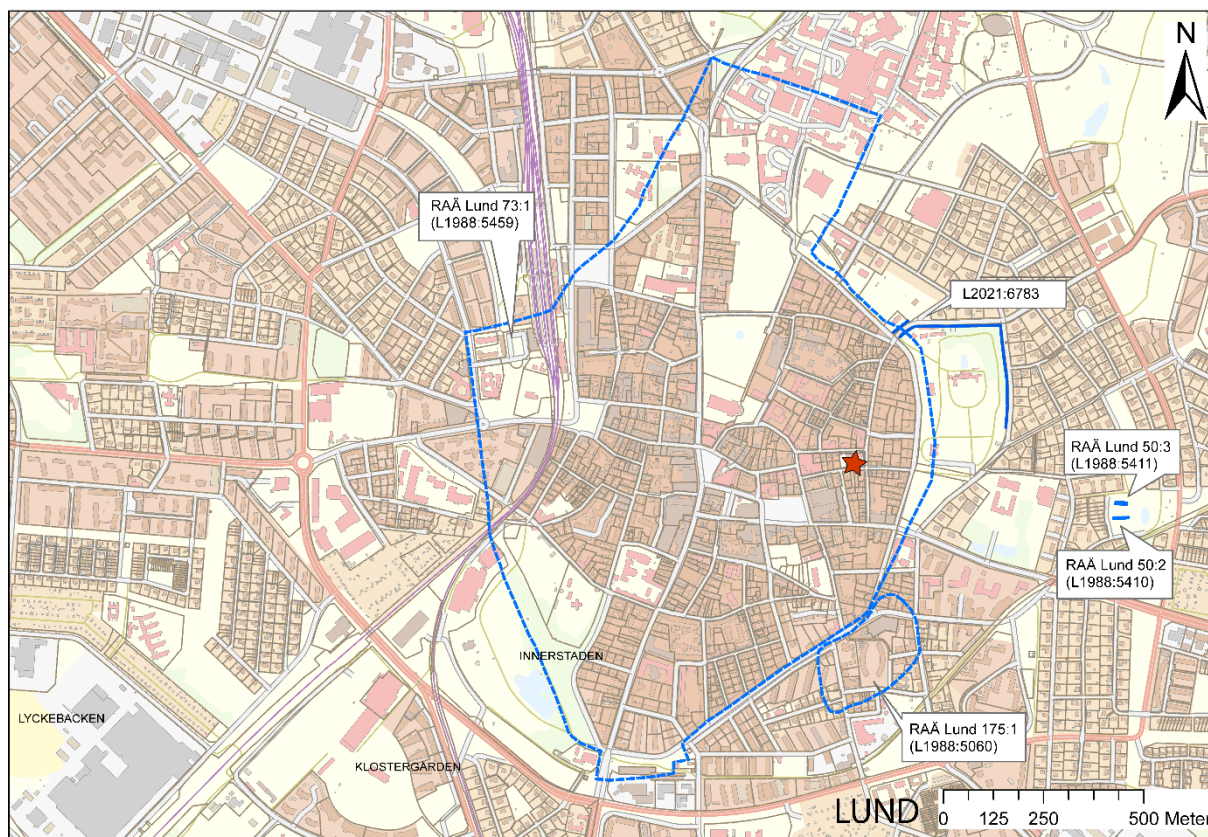 N
RAÄ Lund 73:1
(L1988:5459)
L2021:6783
RAÄ Lund 50:3
(L1988:5411)
RAÄ Lund 50:2
(L1988:5410)
INNERSTADEN
LYCKEBACKEN
RAÄ Lund 175:1
(L1988:5060)
KLOSTERGÅRDEN
LUND
0 125 250 500 Meter